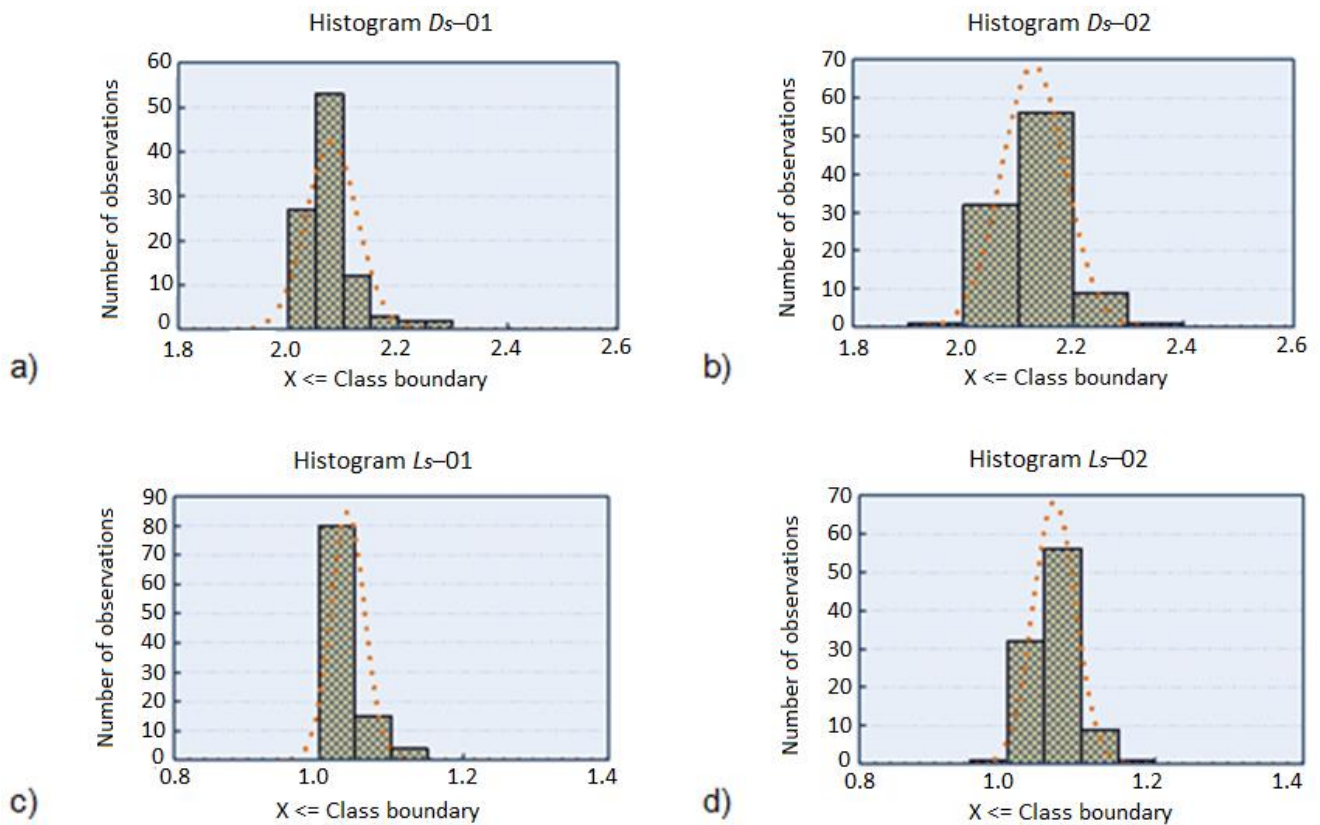 Histogram Ds–01
Number of observations
60
50
40
30
20
10
0
1.8 2.0 2.2 2.4 2.6
X <= Class boundary
a)
Histogram Ds–02
Number of observations
70
60
50
40
30
20
10
0
1.8 2.0 2.2 2.4 2.6
X <= Class boundary
b)
Histogram Ls–01
Number of observations
90
80
70
60
50
40
30
20
10
0
0.8 1.0 1.2 1.4
X <= Class boundary
c)
Histogram Ls–02
Number of observations
70
60
50
40
30
20
10
0
0.8 1.0 1.2 1.4
X <= Class boundary
d)